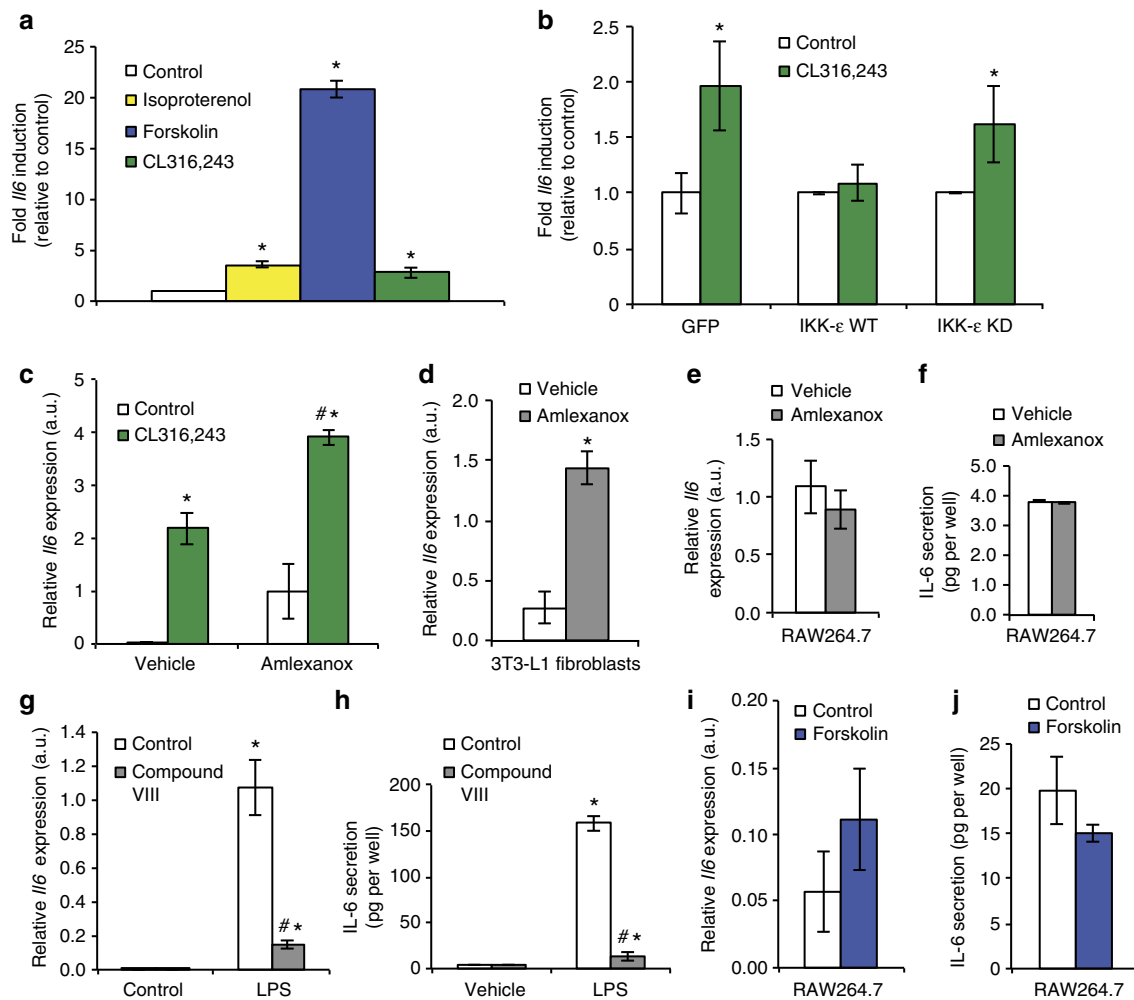 a
Fold Il6 induction
(relative to control)
25
20
15
10
5
0
Control
Isoproterenol
Forskolin
CL316,243
*
*
*
b
Fold Il6 induction
(relative to control)
2.5
2.0
1.5
1.0
0.5
0
Control
CL316,243
*
*
GFP
IKK-ε WT
IKK-ε KD
c
Relative Il6 expression (a.u.)
5
4
3
2
1
0
Control
CL316,243
*
# *
Vehicle
Amlexanox
d
Relative Il6 expression (a.u.)
2.0
1.5
1.0
0.5
0.0
Vehicle
Amlexanox
*
3T3-L1 fibroblasts
e
Relative Il6
expression (a.u.)
1.5
1.0
0.5
0.0
Vehicle
Amlexanox
RAW264.7
f
IL-6 secretion
(pg per well)
5.0
4.0
3.0
2.0
1.0
0.0
Vehicle
Amlexanox
RAW264.7
g
Relative Il6 expression (a.u.)
1.4
1.2
1.0
0.8
0.6
0.4
0.2
0.0
Control
Compound
VIII
*
# *
Control
LPS
h
IL-6 secretion
(pg per well)
200
150
100
50
0
Control
Compound
VIII
*
# *
Vehicle
LPS
i
Relative Il6 expression (a.u.)
0.20
0.15
0.10
0.05
0.00
Control
Forskolin
RAW264.7
j
IL-6 secretion (pg per well)
25
20
15
10
5
0
Control
Forskolin
RAW264.7